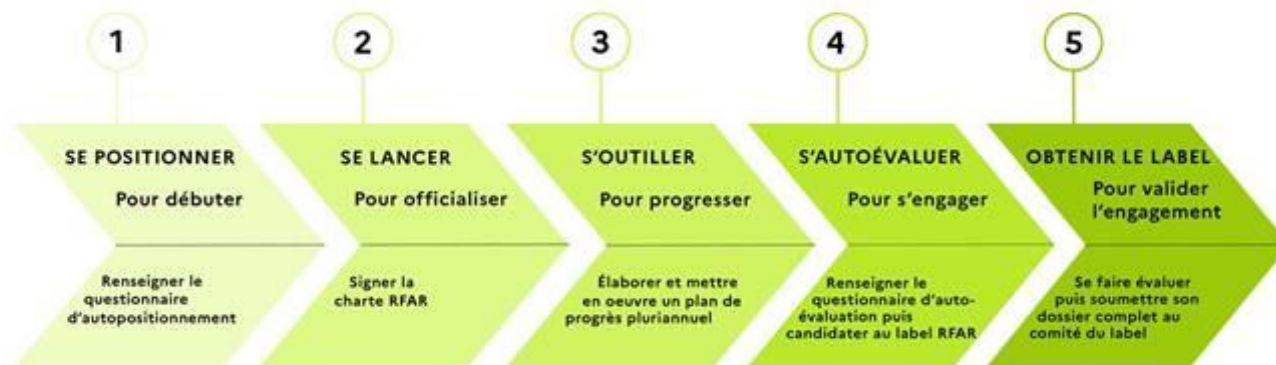 1
SE POSITIONNER
Pour débuter
Renseigner le
questionnaire
d'autopositionnement
2
SE LANCER
Pour officialiser
Signer la
charte RFAR
3
S'OUTILLER
Pour progresser
Élaborer et mettre
en oeuvre un plan de
progrès pluriannuel
4
S'AUTOÉVALUER
Pour s'engager
Renseigner le
questionnaire d'auto-
évaluation puis
candidater au label RFAR
5
OBTENIR LE LABEL
Pour valider
l'engagement
Se faire évaluer
puis soumettre son
dossier complet au
comité du label